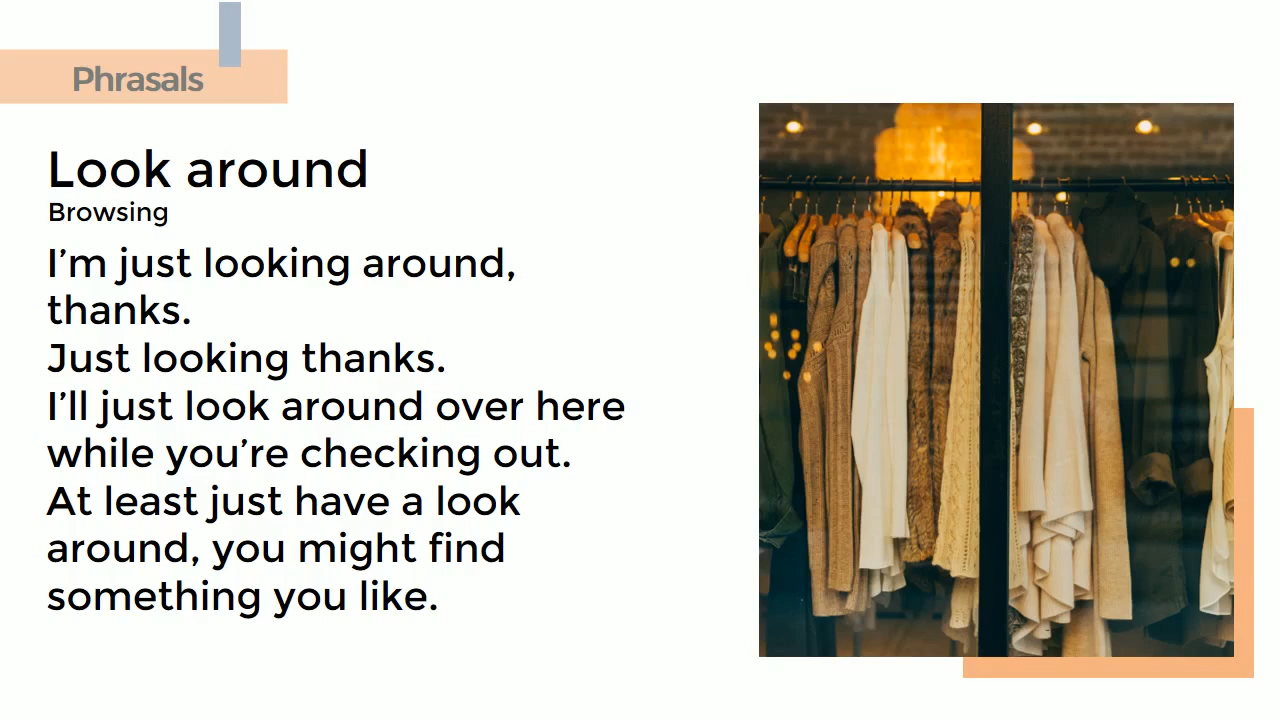 Phrasals
Look around
Browsing
I’m just looking around,
thanks.
Just looking thanks.
I’ll just look around over here
while you’re checking out.
At least just have a look
around, you might find
something you like.